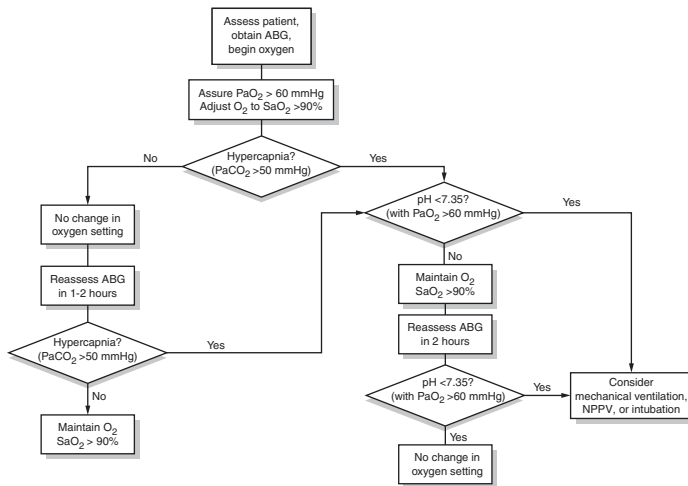 Assess patient,
obtain ABG,
begin oxygen
Assure PaO2 > 60 mmHg
Adjust O2 to SaO2 >90%
Hypercapnia?
(PaCO2 >50 mmHg)
No
Yes
No change in
oxygen setting
Reassess ABG
in 1-2 hours
Hypercapnia?
(PaCO2 >50 mmHg)
Yes
No
Maintain O2
SaO2 > 90%
pH <7.35?
(with PaO2 >60 mmHg)
Yes
No
Maintain O2
SaO2 >90%
Reassess ABG
in 2 hours
pH <7.35?
(with PaO2 >60 mmHg)
Yes
Yes
No change in
oxygen setting
Consider
mechanical ventilation,
NPPV, or intubation